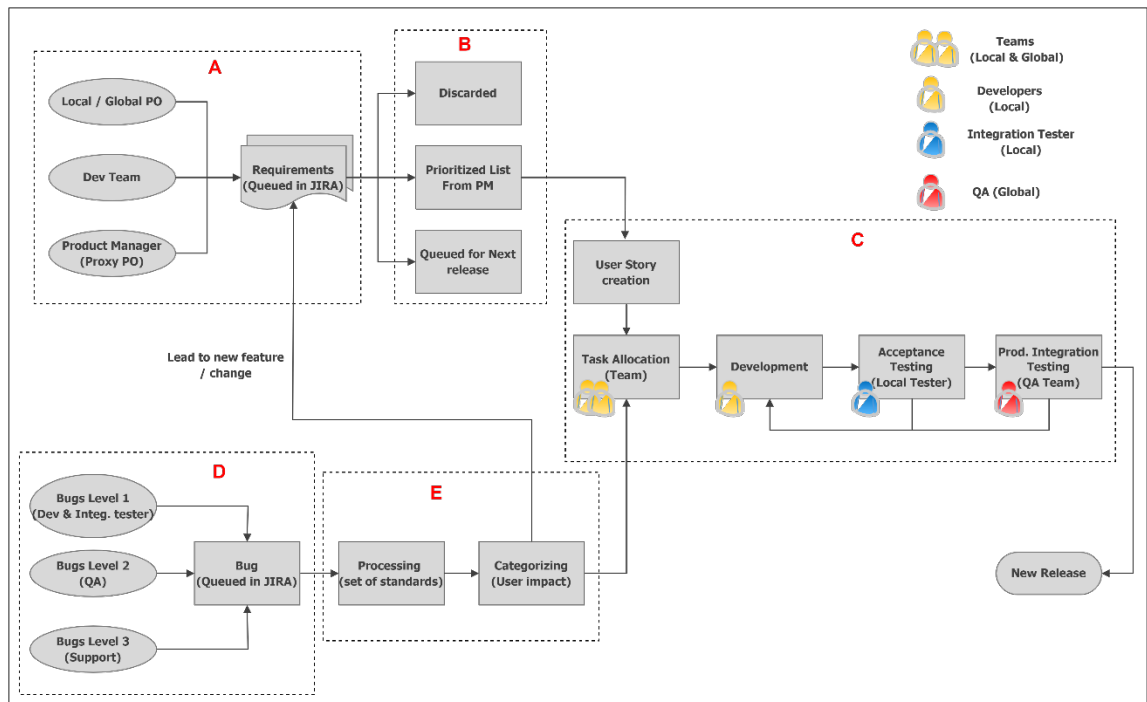 A
Local / Global PO
Dev Team
Product Manager
(Proxy PO)
Requirements
(Queued in JIRA)
B
Discarded
Prioritized List
From PM
Queued for Next
release
Teams
(Local & Global)
Developers
(Local)
Integration Tester
(Local)
QA (Global)
C
User Story
creation
Task Allocation
(Team)
Development
Acceptance
Testing
(Local Tester)
Prod. Integration
Testing
(QA Team)
Lead to new feature
/ change
D
Bugs Level 1
(Dev & Integ. tester)
Bugs Level 2
(QA)
Bugs Level 3
(Support)
Bug
(Queued in JIRA)
E
Processing
(set of standards)
Categorizing
(User impact)
New Release